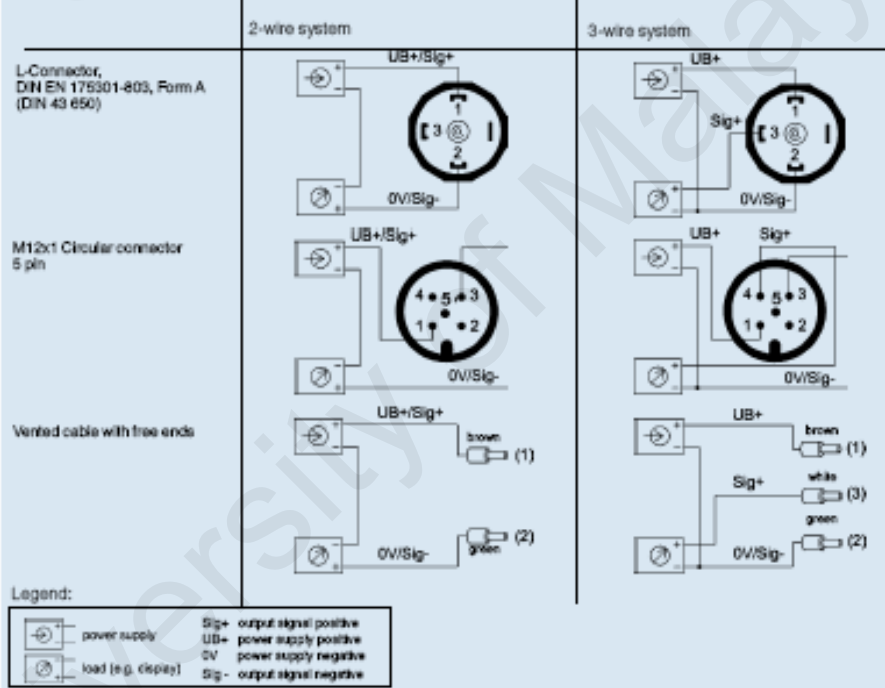 2-wire system
3-wire system
L-Connector,
DIN EN 175301-803, Form A
(DIN 43 650)
UB+/Sig+
1
3
2
0V/Sig-
UB+
Sig+
1
3
2
0V/Sig-
M12x1 Circular connector
5 pin
UB+/Sig+
4 5 3
1 2
0V/Sig-
UB+ Sig+
4 5 3
1 2
0V/Sig-
Vented cable with free ends
UB+/Sig+
brown
(1)
(2)
green
0V/Sig-
UB+
brown
(1)
Sig+
white
(3)
green
0V/Sig-
(2)
Legend:
power supply
load (e.g. display)
Sig+ output signal positive
UB+ power supply positive
0V power supply negative
Sig- output signal negative
University of Malay